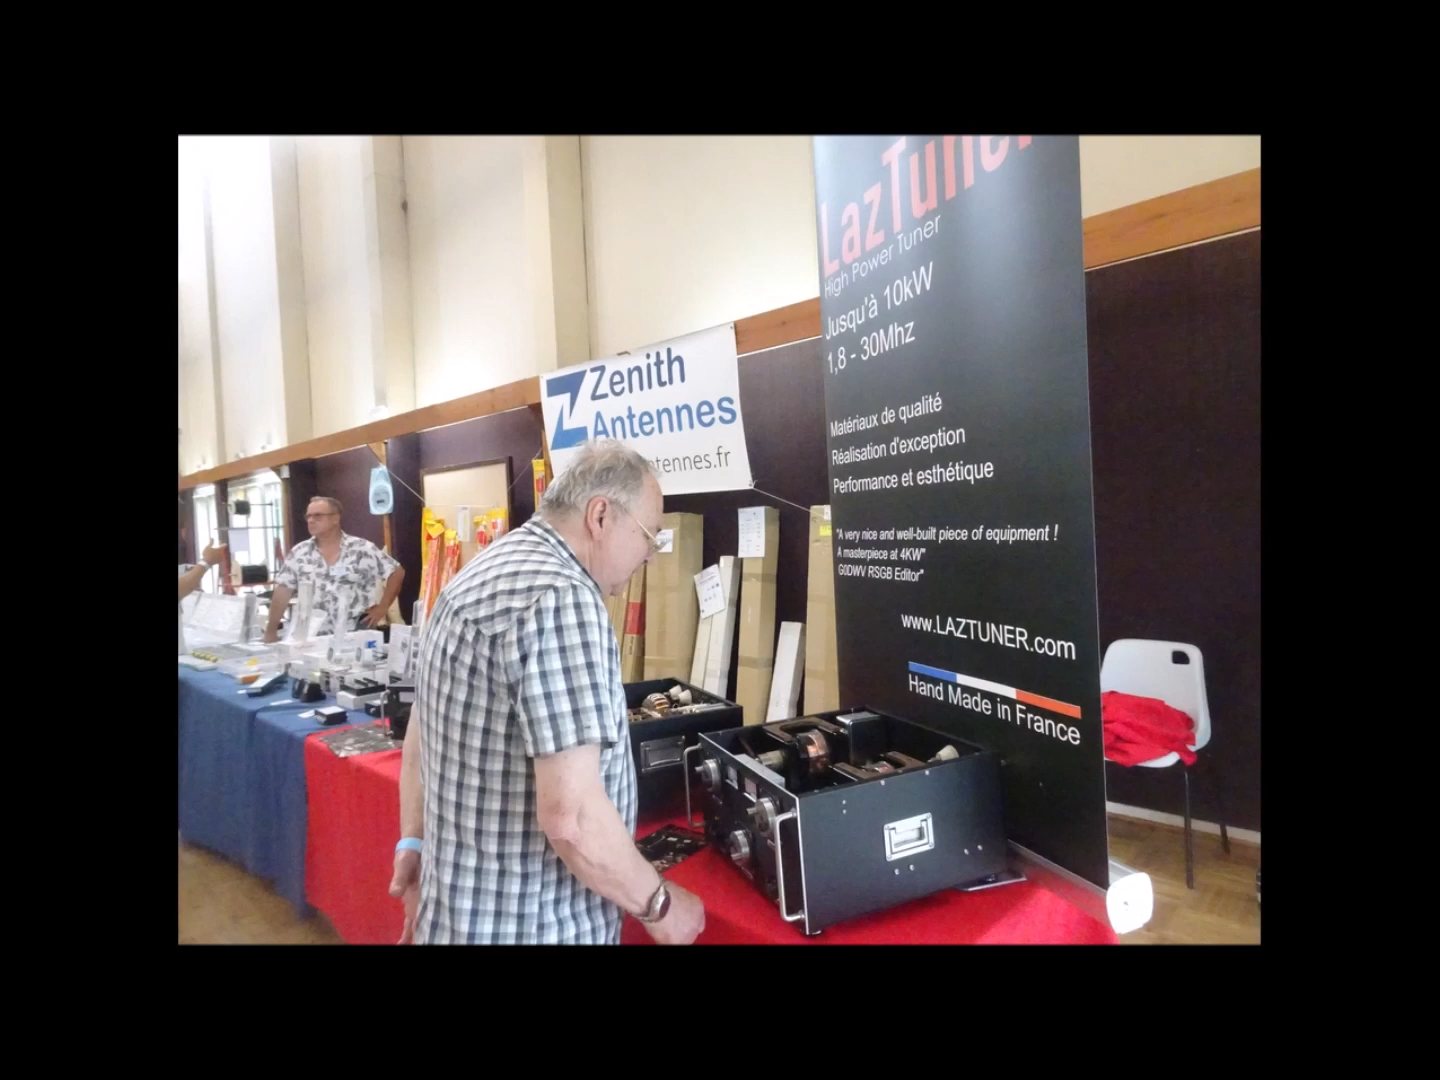 Zenith
Antennes
tennes.fr
LazTuner
High Power Tuner
Jusqu'à 10kW
1,8 - 30Mhz
Matériaux de qualité
Réalisation d'exception
Performance et esthétique
"A very nice and well-built piece of equipment !
A masterpiece at 4KW"
G0DWV RSGB Editor"
www.LAZTUNER.com
Hand Made in France